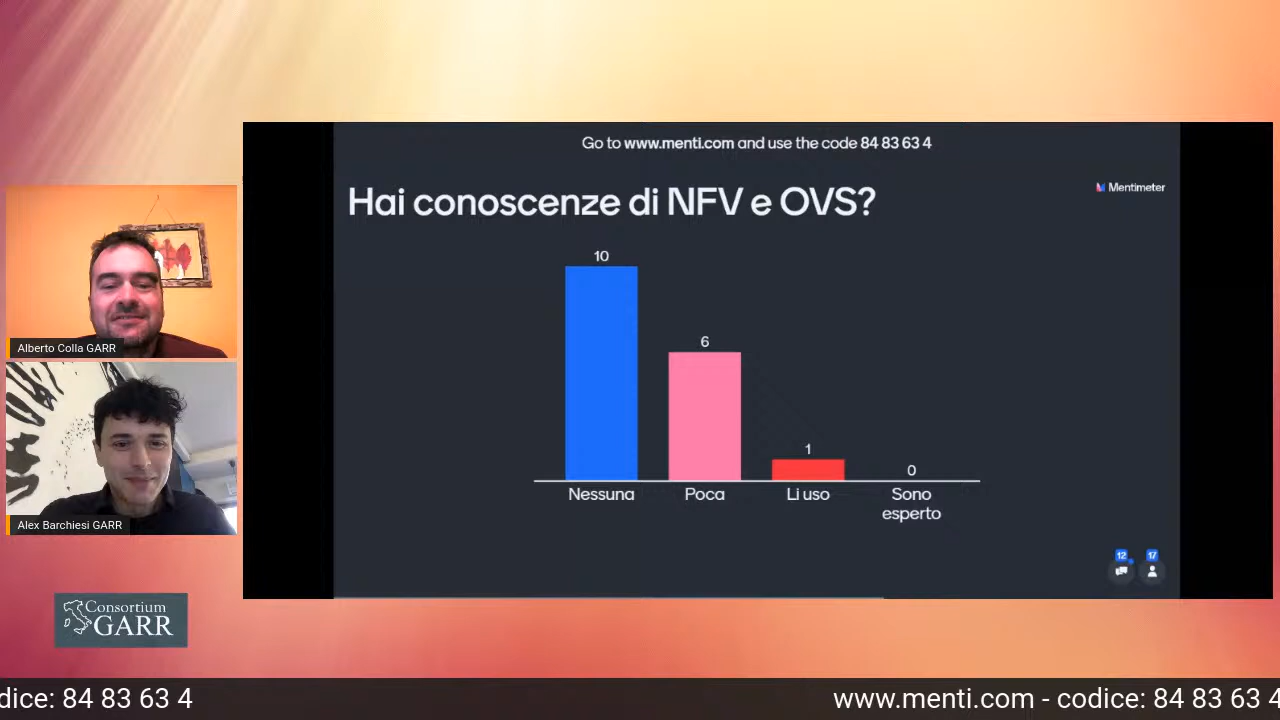 Go to www.menti.com and use the code 84 83 63 4
Mentimeter
Hai conoscenze di NFV e OVS?
10
6
1
0
Nessuna
Poca
Li uso
Sono
esperto
12
17
Alberto Colla GARR
Alex Barchiesi GARR
Consortium
GARR
dice: 84 83 63 4
www.menti.com - codice: 84 83 63 4